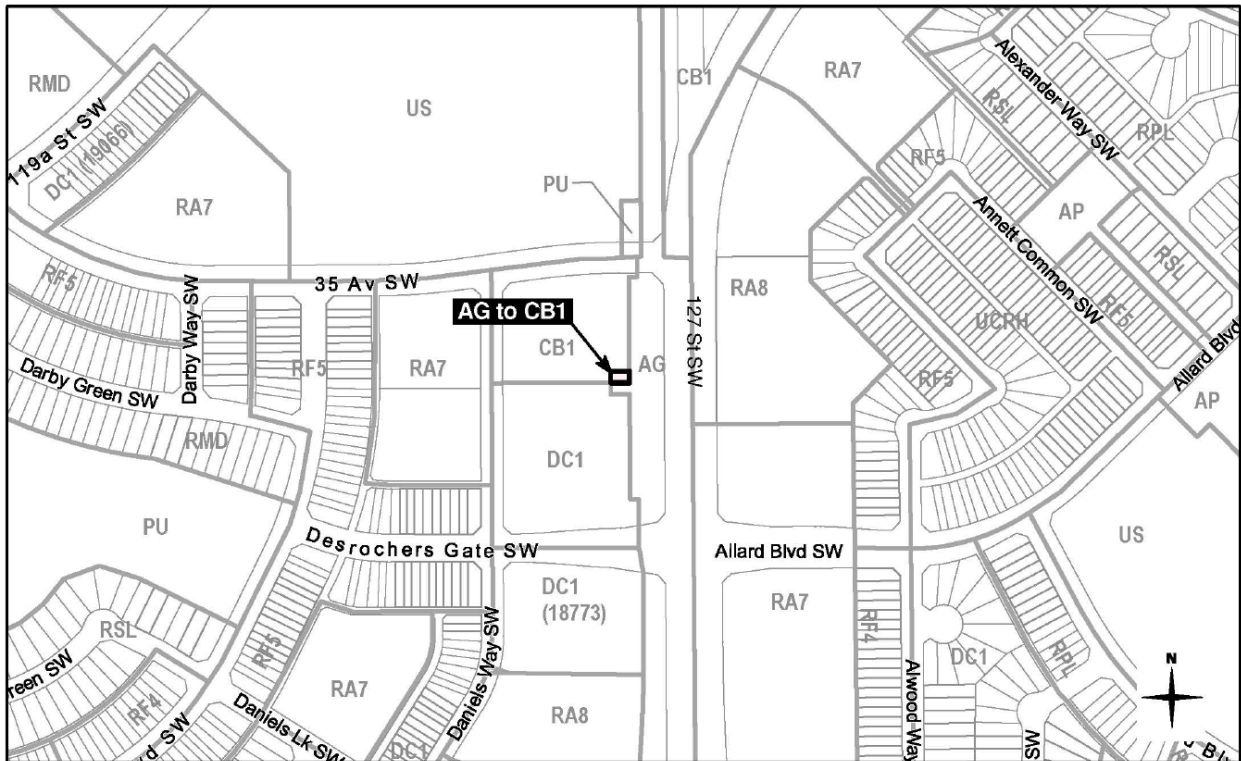 RMD
119a St SW
DC1 (19066)
RA7
US
CB1
RA7
Alexander Way SW
RSL
RPL
RF5
PU
AP
Annett Common SW
RSL
RF5
RF5
35 Av SW
Darby Way SW
AG to CB1
127 St SW
RA8
UCRH
Allard Blvd
RF5
RA7
CB1
AG
RF5
AP
Darby Green SW
RMD
DC1
PU
Desrochers Gate SW
Allard Blvd SW
US
DC1
(18773)
RA7
RF4
DC1
RPL
N
RSL
RF5
Daniels Way SW
Green SW
RF4
RA7
Daniels Lk SW
DC1
RA8
Alwood Way
SW